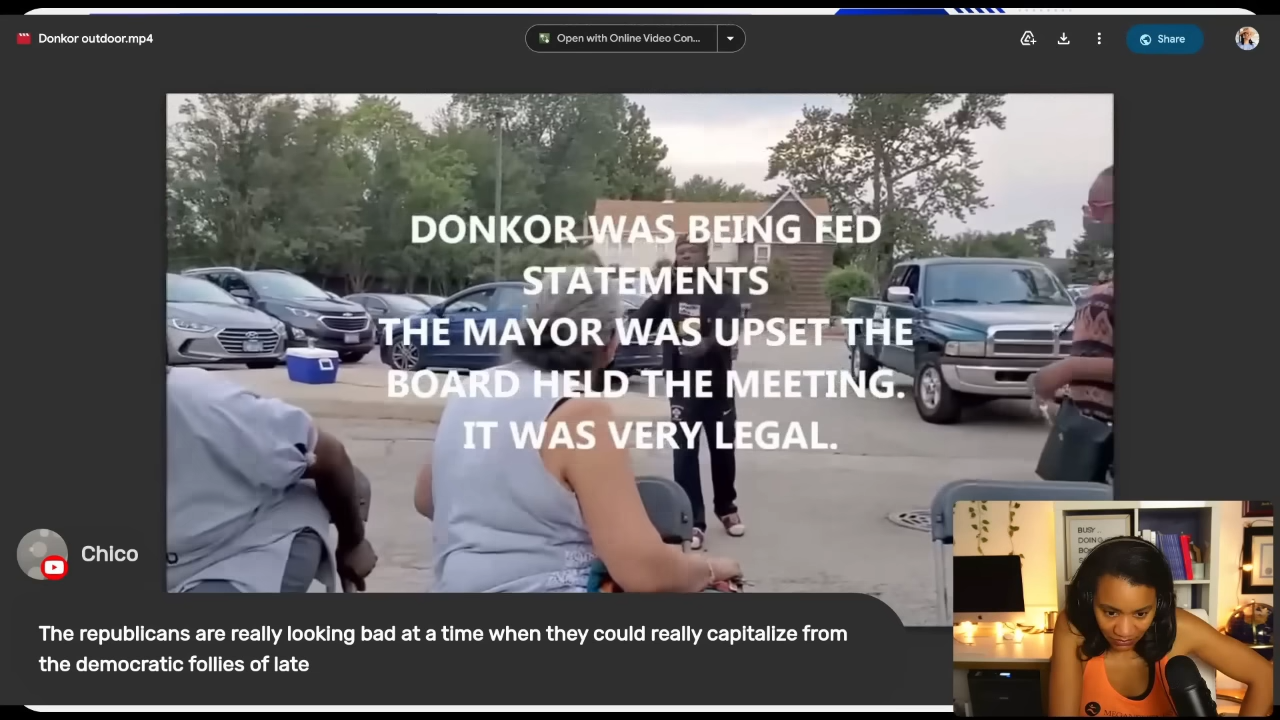 Donkor outdoor.mp4
Open with Online Video Con...
Share
DONKOR WAS BEING FED
STATEMENTS
THE MAYOR WAS UPSET THE
BOARD HELD THE MEETING.
IT WAS VERY LEGAL.
Chico
The republicans are really looking bad at a time when they could really capitalize from
the democratic follies of late
BUSY...